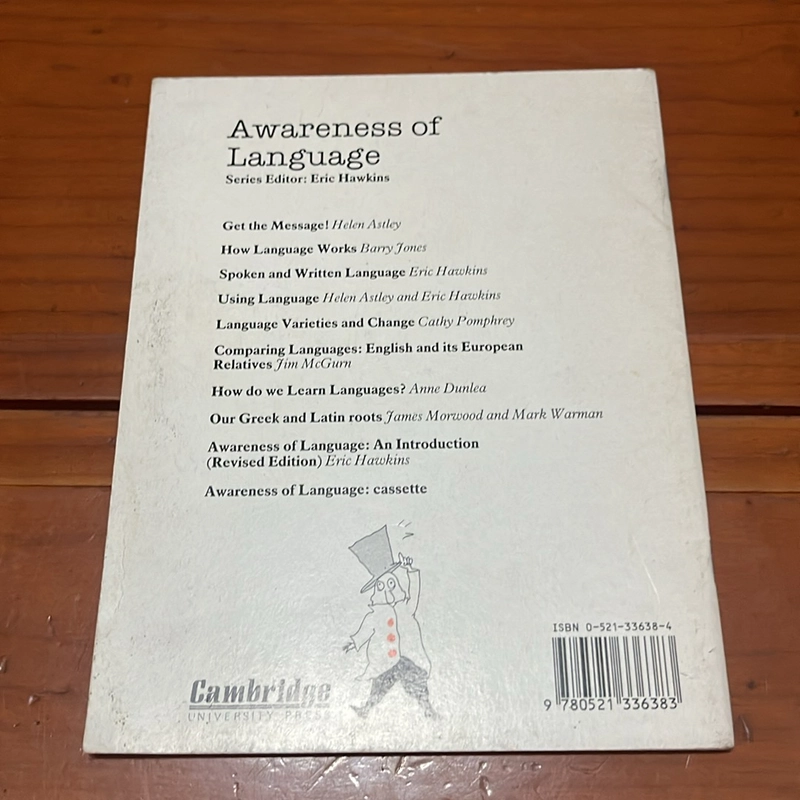 Awareness of
Language
Series Editor: Eric Hawkins
Get the Message! Helen Astley
How Language Works Barry Jones
Spoken and Written Language Eric Hawkins
Using Language Helen Astley and Eric Hawkins
Language Varieties and Change Cathy Pomphrey
Comparing Languages: English and its European
Relatives Jim McGurn
How do we Learn Languages? Anne Dunlea
Our Greek and Latin roots James Morwood and Mark Warman
Awareness of Language: An Introduction
(Revised Edition) Eric Hawkins
Awareness of Language: cassette
Cambridge
UNIVERSITY PRESS
ISBN 0-521-33638-4
9 780521 336383